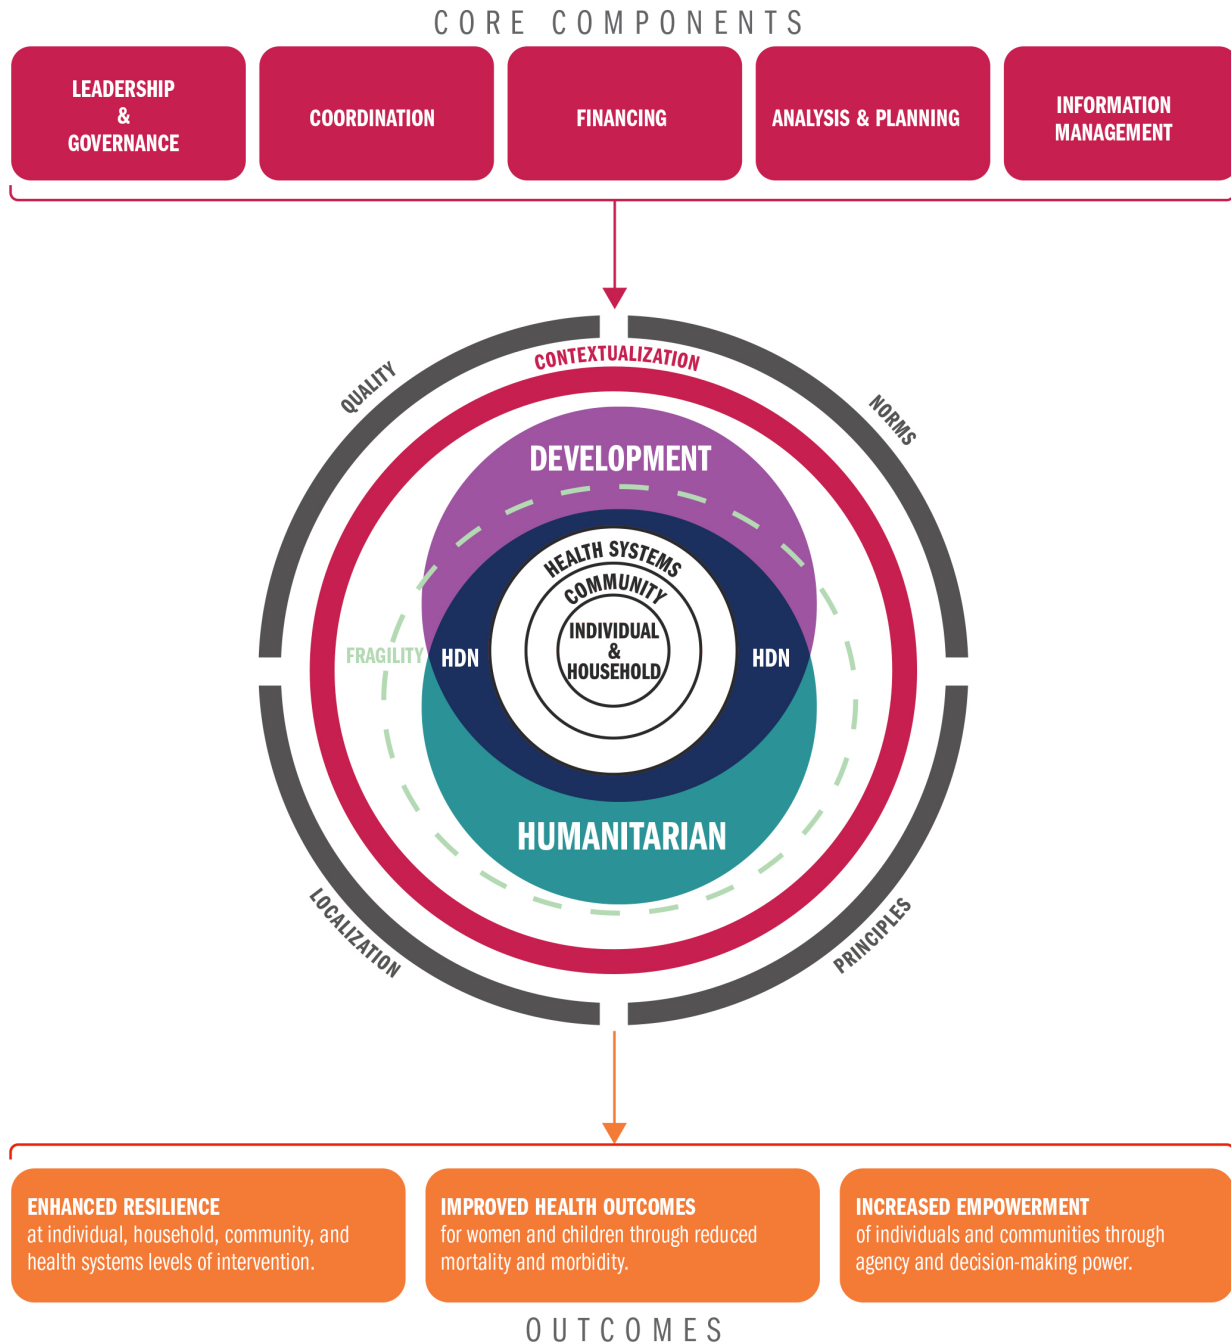 CORE COMPONENTS
LEADERSHIP
&
GOVERNANCE
COORDINATION
FINANCING
ANALYSIS & PLANNING
INFORMATION
MANAGEMENT
CONTEXTUALIZATION
QUALITY
NORMS
DEVELOPMENT
HEALTH SYSTEMS
COMMUNITY
INDIVIDUAL
&
HOUSEHOLD
FRAGILITY
HDN
HDN
HUMANITARIAN
LOCALIZATION
PRINCIPLES
ENHANCED RESILIENCE
at individual, household, community, and
health systems levels of intervention.
IMPROVED HEALTH OUTCOMES
for women and children through reduced
mortality and morbidity.
INCREASED EMPOWERMENT
of individuals and communities through
agency and decision-making power.
OUTCOMES